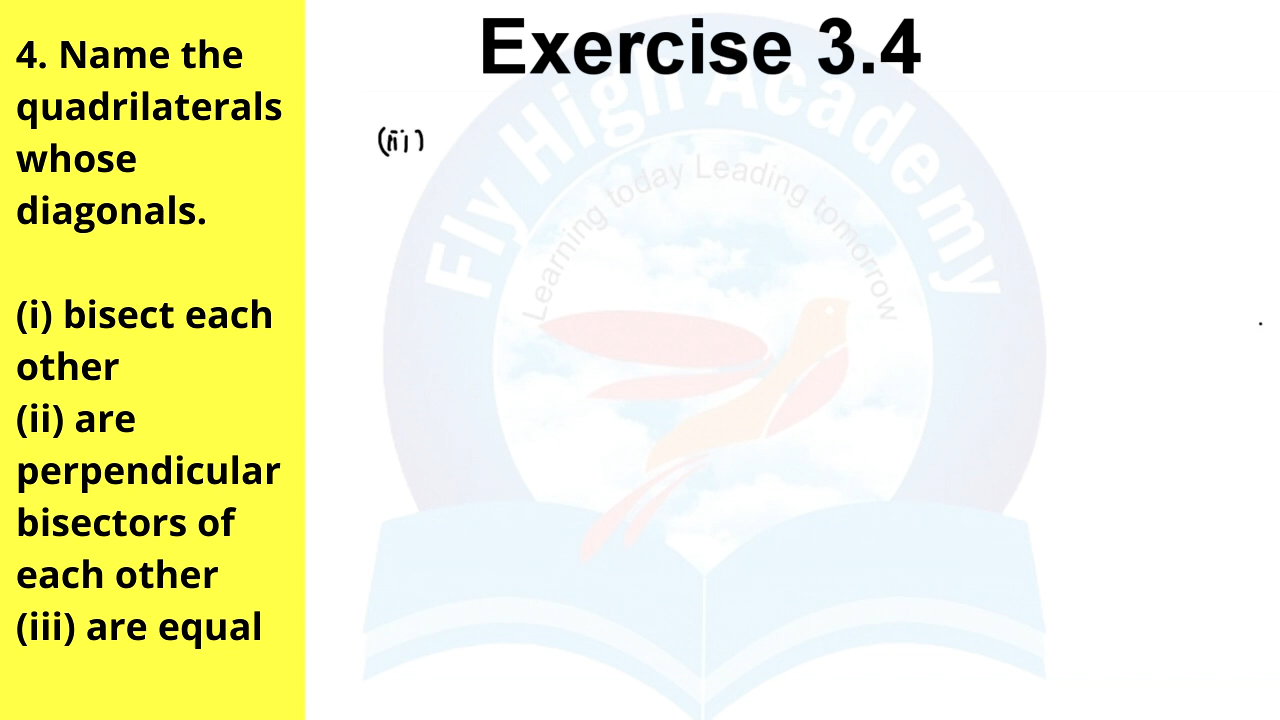 4. Name the
quadrilaterals
whose
diagonals.
(i) bisect each
other
(ii) are
perpendicular
bisectors of
each other
(iii) are equal
Exercise 3.4
(iii)
Fly High Academy
Learning today Leading tomorrow